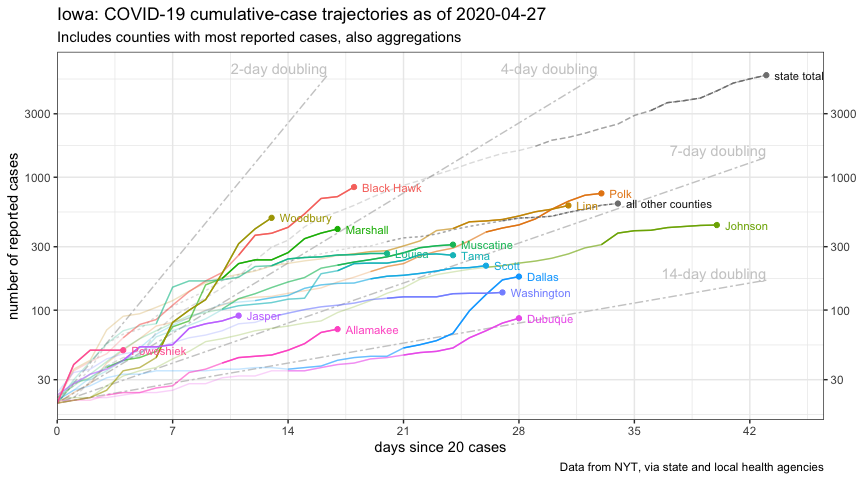 Iowa: COVID-19 cumulative-case trajectories as of 2020-04-27
Includes counties with most reported cases, also aggregations
2-day doubling
4-day doubling
state total
3000
3000
7-day doubling
1000
1000
Black Hawk
Polk
Linn
all other counties
Woodbury
Johnson
Marshall
300
300
Muscatine
Louisa
Tama
Scott
14-day doubling
Dallas
Washington
100
100
Jasper
Dubuque
Allamakee
Poweshiek
30
30
number of reported cases
0
7
14
21
28
35
42
days since 20 cases
Data from NYT, via state and local health agencies